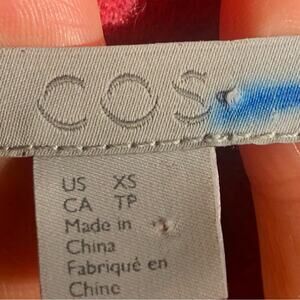 COS
US XS
CA TP
Made in
China
Fabriqué en
Chine